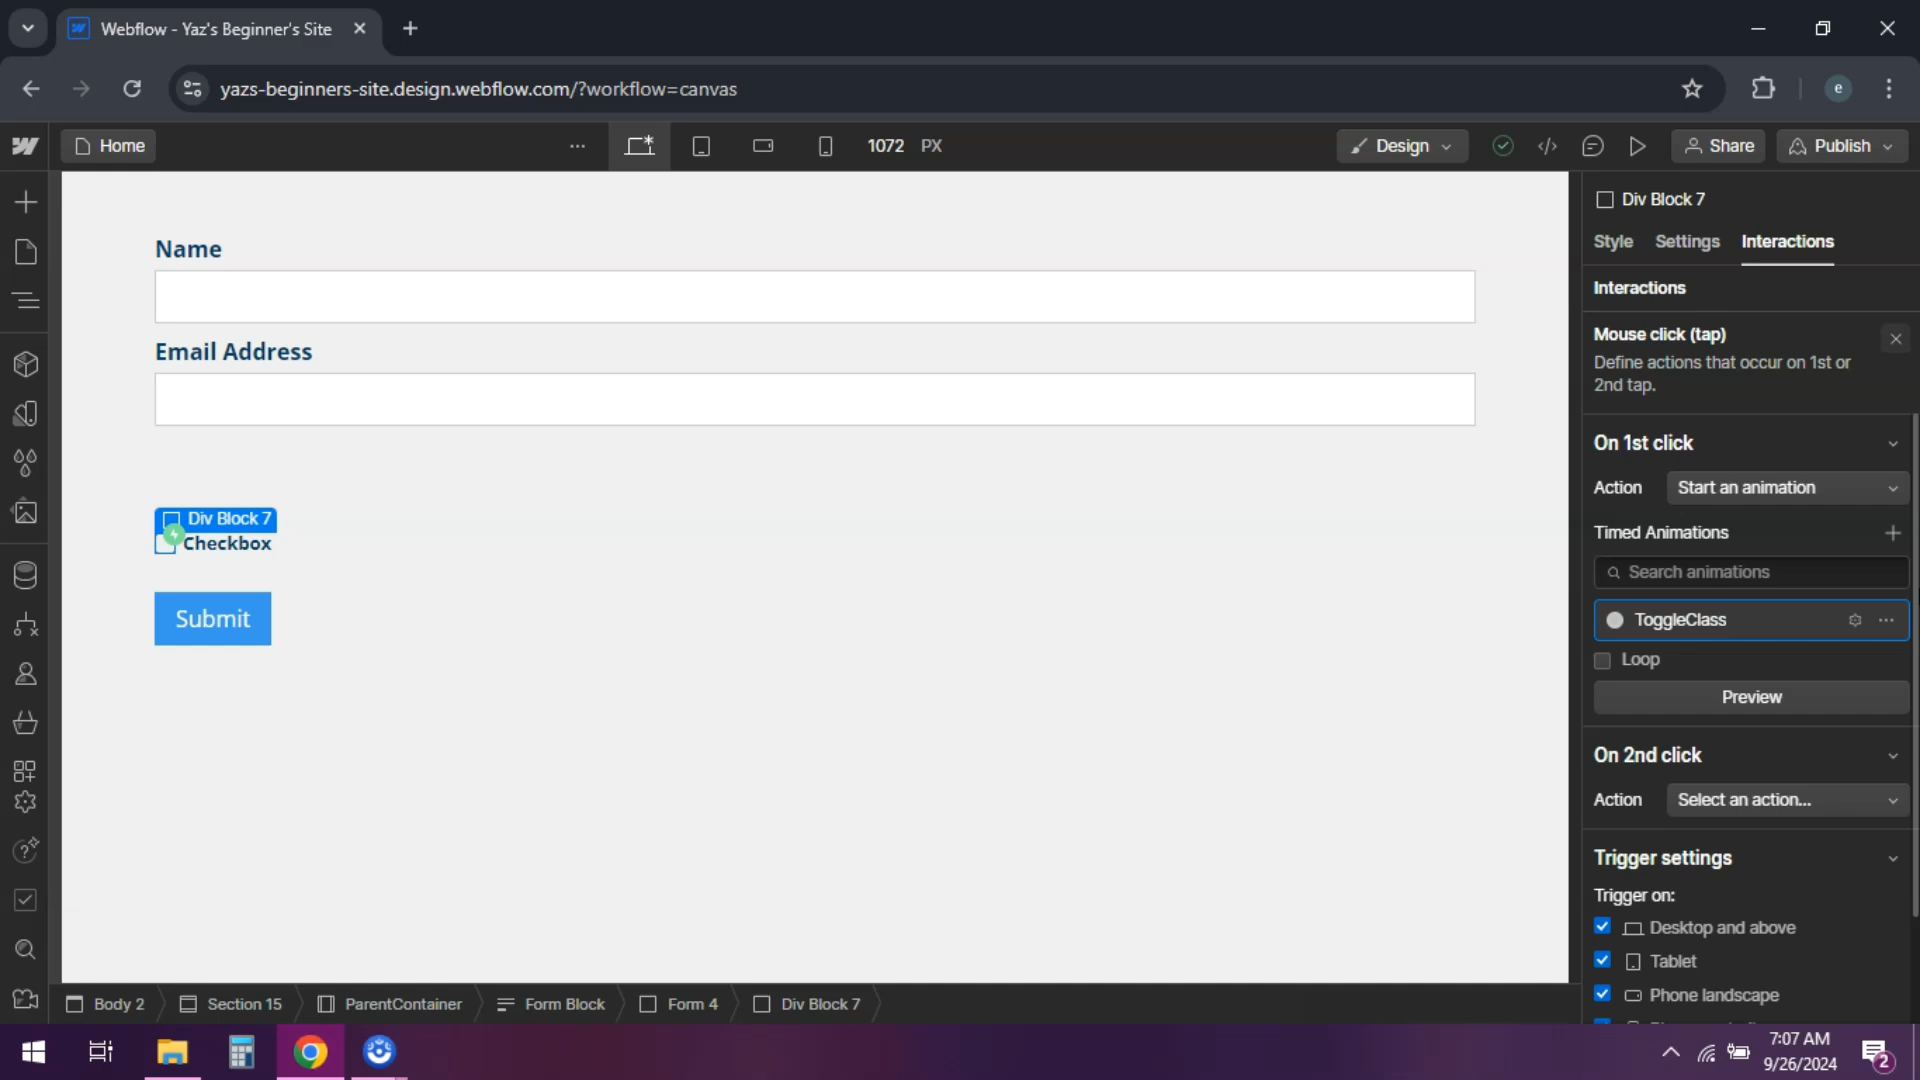 Webflow - Yaz's Beginner's Site
yazs-beginners-site.design.webflow.com/?workflow=canvas
e
Home
1072 PX
Design
Share
Publish
Name
Email Address
Div Block 7
Checkbox
Submit
Div Block 7
Style Settings Interactions
Interactions
Mouse click (tap)
Define actions that occur on 1st or
2nd tap.
On 1st click
Action Start an animation
Timed Animations
Search animations
ToggleClass
Loop
Preview
On 2nd click
Action Select an action...
Trigger settings
Trigger on:
Desktop and above
Tablet
Phone landscape
Body 2 Section 15 ParentContainer Form Block Form 4 Div Block 7
7:07 AM
9/26/2024
2